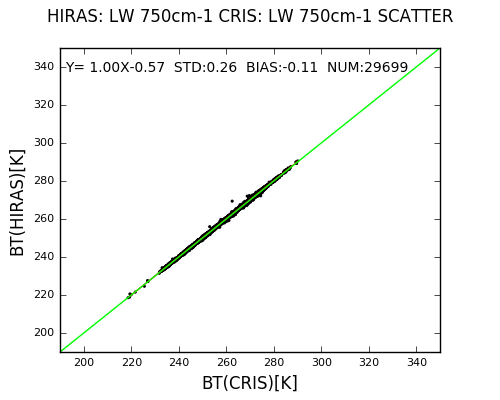 HIRAS: LW 750cm-1 CRIS: LW 750cm-1 SCATTER
Y= 1.00X-0.57 STD:0.26 BIAS:-0.11 NUM:29699
340
320
300
280
260
240
220
200
BT(HIRAS)[K]
200 220 240 260 280 300 320 340
BT(CRIS)[K]